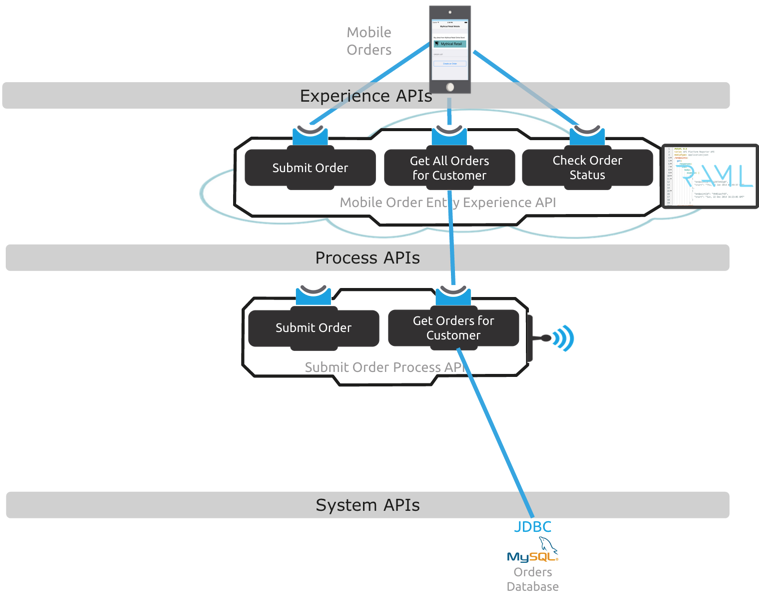 Mobile
Orders
MyVocal Meals
Experience APIs
Submit Order
Get All Orders
for Customer
Check Order
Status
RAML
Mobile Order Entry Experience API
Process APIs
Submit Order
Get Orders for
Customer
Submit Order Process API
System APIs
JDBC
MySQL
Orders
Database